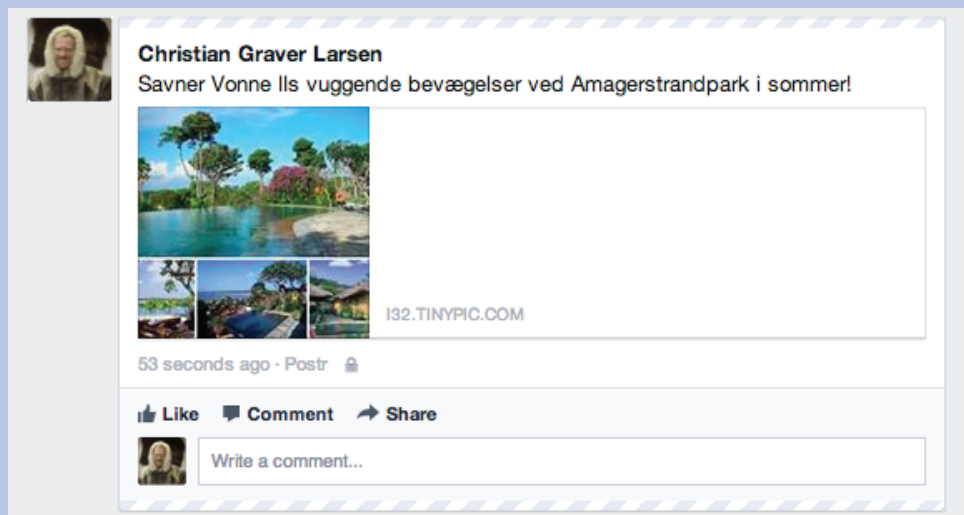 Christian Graver Larsen
Savner Vonne lls vuggende bevægelser ved Amagerstrandpark i sommer!
I32.TINYPIC.COM
53 seconds ago · Postr
Like Comment Share
Write a comment...